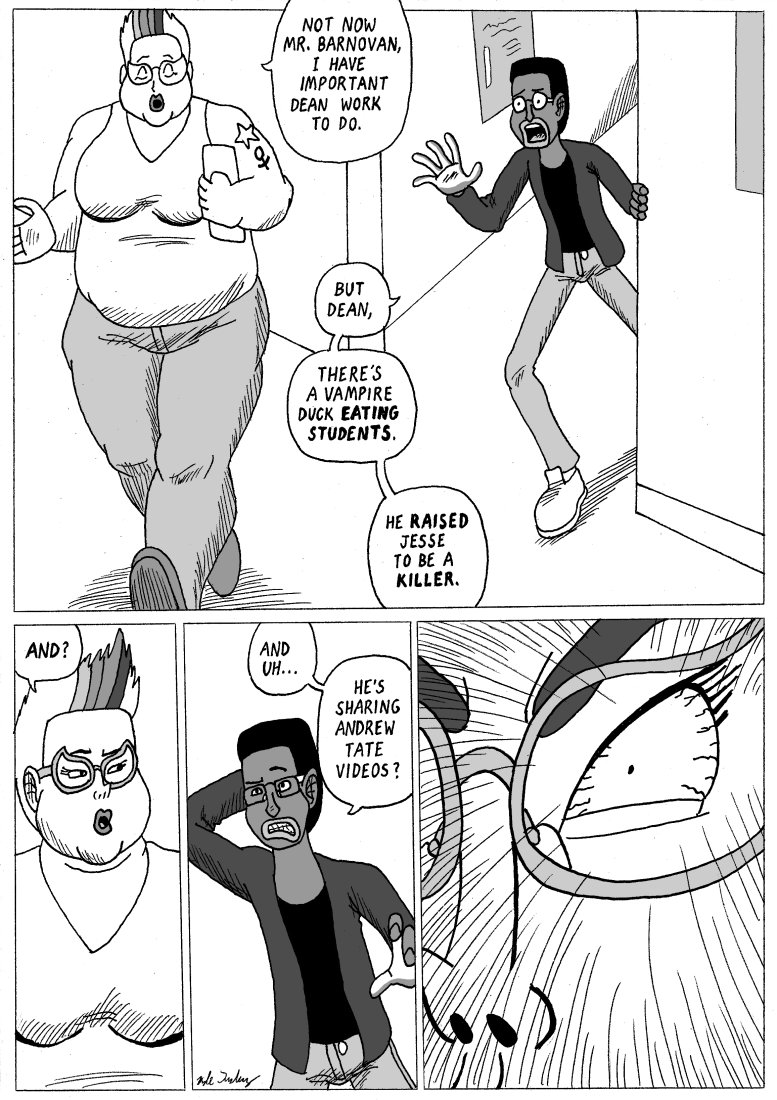 NOT NOW
MR. BARNOVAN,
I HAVE
IMPORTANT
DEAN WORK
TO DO.
BUT
DEAN,
THERE'S
A VAMPIRE
DUCK EATING
STUDENTS.
HE RAISED
JESSE
TO BE A
KILLER.
AND?
AND
UH...
HE'S
SHARING
ANDREW
TATE
VIDEOS?